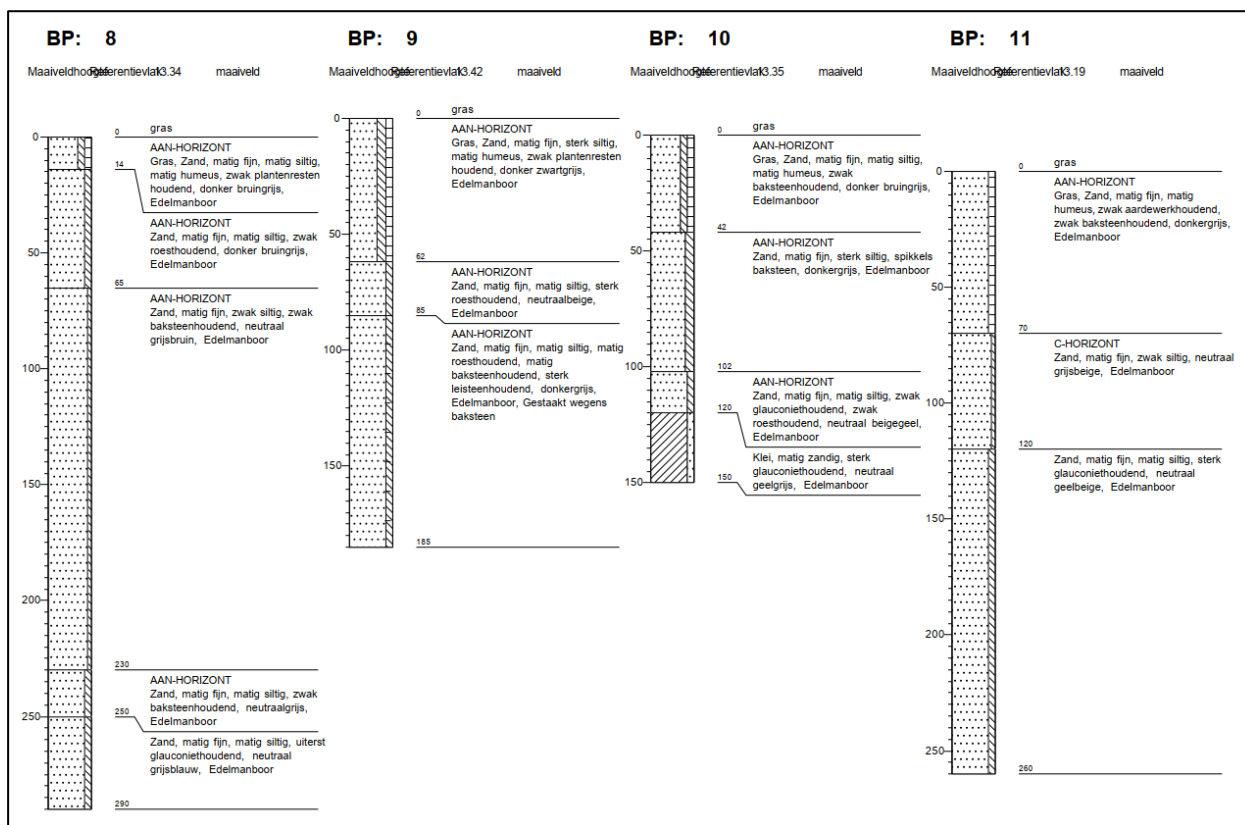 BP: 8
Maaiveldhoogte Referentievlak 13.34 maaiveld
0
50
100
150
200
250
0 gras
AAN-HORIZONT
Gras, Zand, matig fijn, matig siltig,
matig humeus, zwak plantenresten
houdend, donker bruingrijs,
Edelmanboor
14
AAN-HORIZONT
Zand, matig fijn, matig siltig, zwak
roesthoudend, donker bruingrijs,
Edelmanboor
65
AAN-HORIZONT
Zand, matig fijn, zwak siltig, zwak
baksteenhoudend, neutraal
grijsbruin, Edelmanboor
230
AAN-HORIZONT
Zand, matig fijn, matig siltig, zwak
baksteenhoudend, neutraalgrijs,
Edelmanboor
250
Zand, matig fijn, matig siltig, uiterst
glauconiethoudend, neutraal
grijsblauw, Edelmanboor
290
BP: 9
Maaiveldhoogte Referentievlak 13.42 maaiveld
0
50
100
150
0 gras
AAN-HORIZONT
Gras, Zand, matig fijn, sterk siltig,
matig humeus, zwak plantenresten
houdend, donker zwartgrijs,
Edelmanboor
62
AAN-HORIZONT
Zand, matig fijn, matig siltig, sterk
roesthoudend, neutraalbeige,
Edelmanboor
85
AAN-HORIZONT
Zand, matig fijn, matig siltig, matig
roesthoudend, matig
baksteenhoudend, sterk
leisteenhoudend, donkergrijs,
Edelmanboor, Gestaakt wegens
baksteen
185
BP: 10
Maaiveldhoogte Referentievlak 13.35 maaiveld
0
50
100
150
0 gras
AAN-HORIZONT
Gras, Zand, matig fijn, matig siltig,
matig humeus, zwak
baksteenhoudend, donker bruingrijs,
Edelmanboor
42
AAN-HORIZONT
Zand, matig fijn, sterk siltig, spikkels
baksteen, donkergrijs, Edelmanboor
102
AAN-HORIZONT
Zand, matig fijn, matig siltig, zwak
glauconiethoudend, zwak
roesthoudend, neutraal beigegeel,
Edelmanboor
120
Klei, matig zandig, sterk
glauconiethoudend, neutraal
geelgrijs, Edelmanboor
150
BP: 11
Maaiveldhoogte Referentievlak 13.19 maaiveld
0
50
100
150
200
250
0 gras
AAN-HORIZONT
Gras, Zand, matig fijn, matig
humeus, zwak aardewerkhoudend,
zwak baksteenhoudend, donkergrijs,
Edelmanboor
70
C-HORIZONT
Zand, matig fijn, zwak siltig, neutraal
grijsbeige, Edelmanboor
120
Zand, matig fijn, matig siltig, sterk
glauconiethoudend, neutraal
geelbeige, Edelmanboor
260